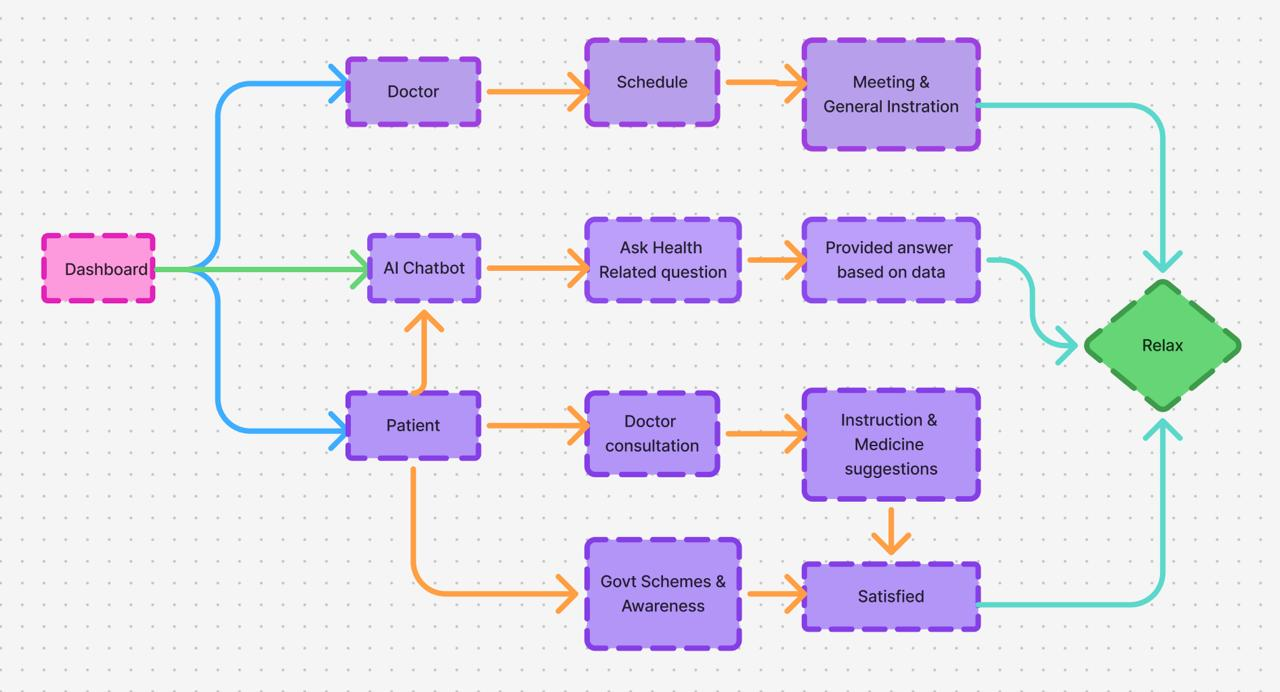 Doctor
Schedule
Meeting &
General Instration
Dashboard
AI Chatbot
Ask Health
Related question
Provided answer
based on data
Relax
Patient
Doctor
consultation
Instruction &
Medicine
suggestions
Govt Schemes &
Awareness
Satisfied